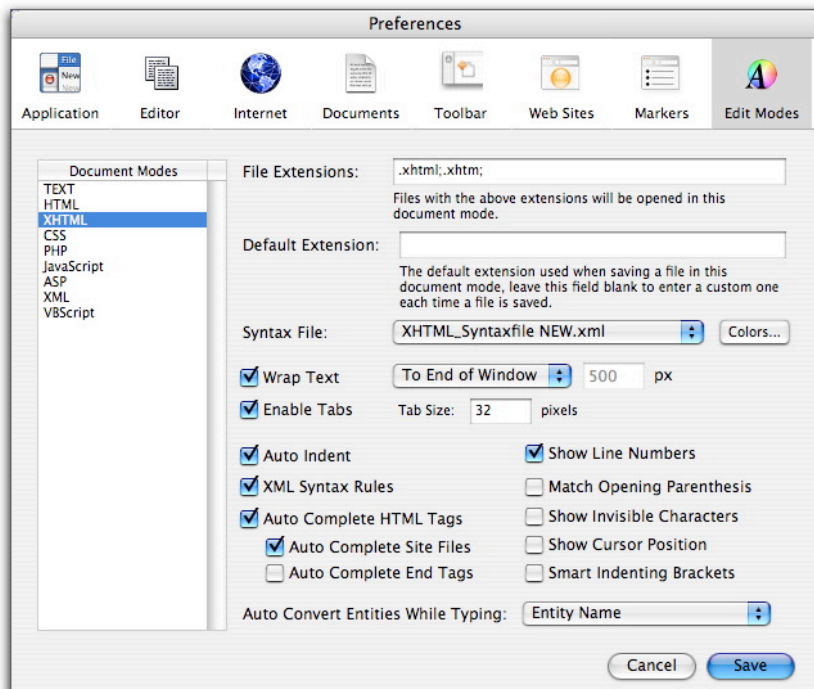 Preferences
File
New
New
Application
Editor
Internet
Documents
Toolbar
Web Sites
Markers
Edit Modes
Document Modes
TEXT
HTML
XHTML
CSS
PHP
JavaScript
ASP
XML
VBScript
File Extensions:
.xhtml;.xhtm;
Files with the above extensions will be opened in this
document mode.
Default Extension:
The default extension used when saving a file in this
document mode, leave this field blank to enter a custom one
each time a file is saved.
Syntax File:
XHTML_Syntaxfile NEW.xml
Colors...
Wrap Text
To End of Window
500
px
Enable Tabs
Tab Size:
32
pixels
Auto Indent
Show Line Numbers
XML Syntax Rules
Match Opening Parenthesis
Auto Complete HTML Tags
Show Invisible Characters
Auto Complete Site Files
Show Cursor Position
Auto Complete End Tags
Smart Indenting Brackets
Auto Convert Entities While Typing:
Entity Name
Cancel
Save